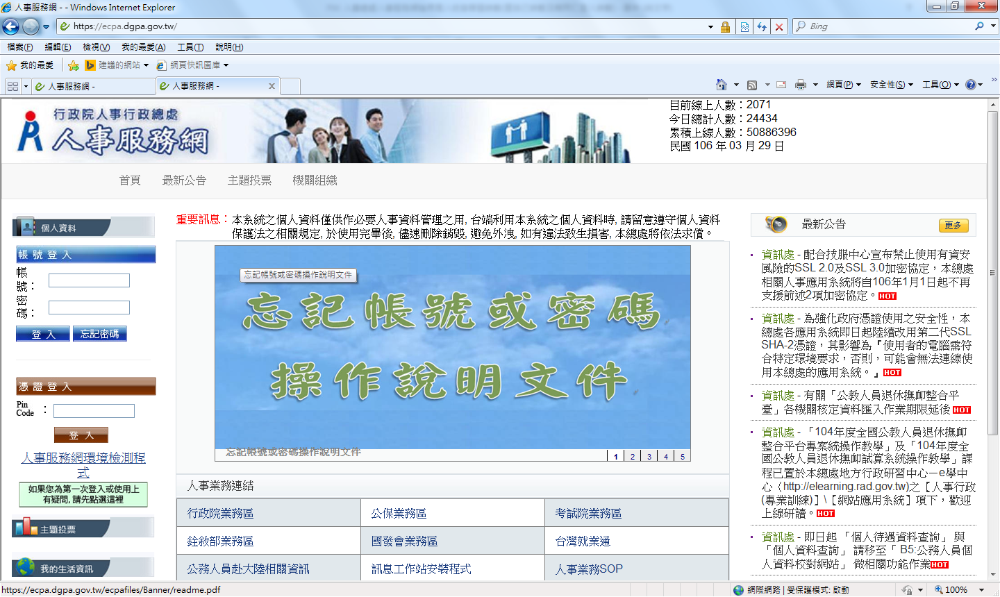 人事服務網 - - Windows Internet Explorer
https://ecpa.dgpa.gov.tw/
Bing
檔案(F) 編輯(E) 檢視(V) 我的最愛(A) 工具(T) 說明(H)
我的最愛 建議的網站 網頁快訊圖庫
人事服務網 - 人事服務網 - 網頁(P) 安全性(S) 工具(O)
行政院人事行政總處
人事服務網
目前線上人數：2071
今日總計人數：24434
累積上線人數：50886396
民國 106 年 03 月 29 日
首頁 最新公告 主題投票 機關組織
個人資料
帳 號 登 入
帳
號：
密
碼：
登 入 忘記密碼
憑 證 登 入
Pin
Code ：
登 入
人事服務網環境檢測程
式
如果您為第一次登入或使用上
有疑問, 請先點選這裡
主題投票
我的生活資訊
重要訊息：本系統之個人資料僅供作必要人事資料管理之用, 台端利用本系統之個人資料時, 請留意遵守個人資料
保護法之相關規定, 於使用完畢後, 儘速刪除銷毀, 避免外洩, 如有違法致生損害, 本總處將依法求償。
忘記帳號或密碼操作說明文件
忘記帳號或密碼
操作說明文件
忘記帳號或密碼操作說明文件
1 2 3 4 5
人事業務連結
行政院業務區 公保業務區 考試院業務區
銓敘部業務區 國發會業務區 台灣就業通
公務人員赴大陸相關資訊 訊息工作站安裝程式 人事業務SOP
最新公告 更多
資訊處 - 配合技服中心宣布禁止使用有資安
風險的SSL 2.0及SSL 3.0加密協定，本總處
相關人事應用系統將自106年1月1日起不再
支援前述2項加密協定。HOT
資訊處 - 為強化政府憑證使用之安全性，本
總處各應用系統即日起陸續改用第二代SSL
SHA-2憑證，其影響為『使用者的電腦需符
合特定環境要求，否則，可能會無法連線使
用本總處的應用系統。』HOT
資訊處 - 有關「公教人員退休撫卹整合平
臺」各機關核定資料匯入作業期限延後 HOT
資訊處 - 「104年度全國公教人員退休撫卹
整合平台專案統操作教學」及「104年度全
國公教人員退休撫卹試算系統操作教學」課
程已置於本總處地方行政研習中心－e學中
心（http://elearning.rad.gov.tw)之【人事行政
(專業訓練)】\【網站應用系統】項下，歡迎
上線研讀。HOT
資訊處 - 即日起 「個人待遇資料查詢」 與
「個人資料查詢」 請移至「 B5:公務人員個
人資料校對網站」 做相關功能作業HOT
https://ecpa.dgpa.gov.tw/ecpafiles/Banner/readme.pdf
網際網路 | 受保護模式: 啟動 100%